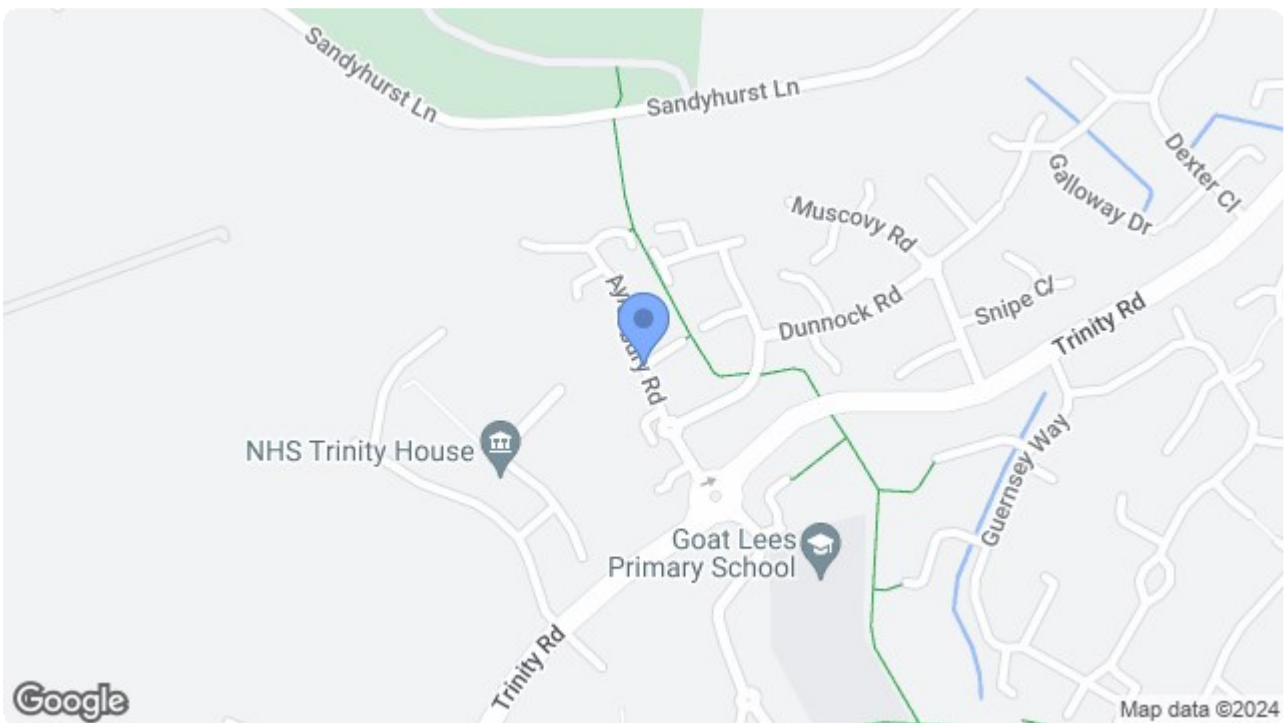 Sandyhurst Ln
Sandyhurst Ln
Dexter Cl
Galloway Dr
Muscovy Rd
Snipe Cl
Dunnock Rd
Trinity Rd
Rd
NHS Trinity House
Guernsey Way
Goat Lees
Primary School
Trinity Rd
Google
Map data ©2024